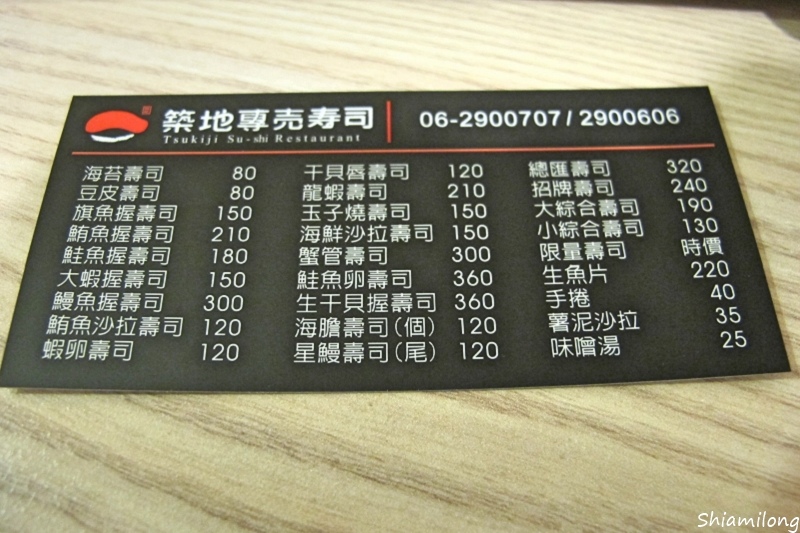 築地專売寿司
Tsukiji Su-shi Restaurant
06-2900707 / 2900606
海苔壽司 80
豆皮壽司 80
旗魚握壽司 150
鮪魚握壽司 210
鮭魚握壽司 180
大蝦握壽司 150
鰻魚握壽司 300
鮪魚沙拉壽司 120
蝦卵壽司 120
干貝唇壽司 120
龍蝦壽司 210
玉子燒壽司 150
海鮮沙拉壽司 150
蟹管壽司 300
鮭魚卵壽司 360
生干貝握壽司 360
海膽壽司(個) 120
星鰻壽司(尾) 120
總匯壽司 320
招牌壽司 240
大綜合壽司 190
小綜合壽司 130
限量壽司 時價
生魚片 220
手捲 40
薯泥沙拉 35
味噌湯 25
Shiamilong